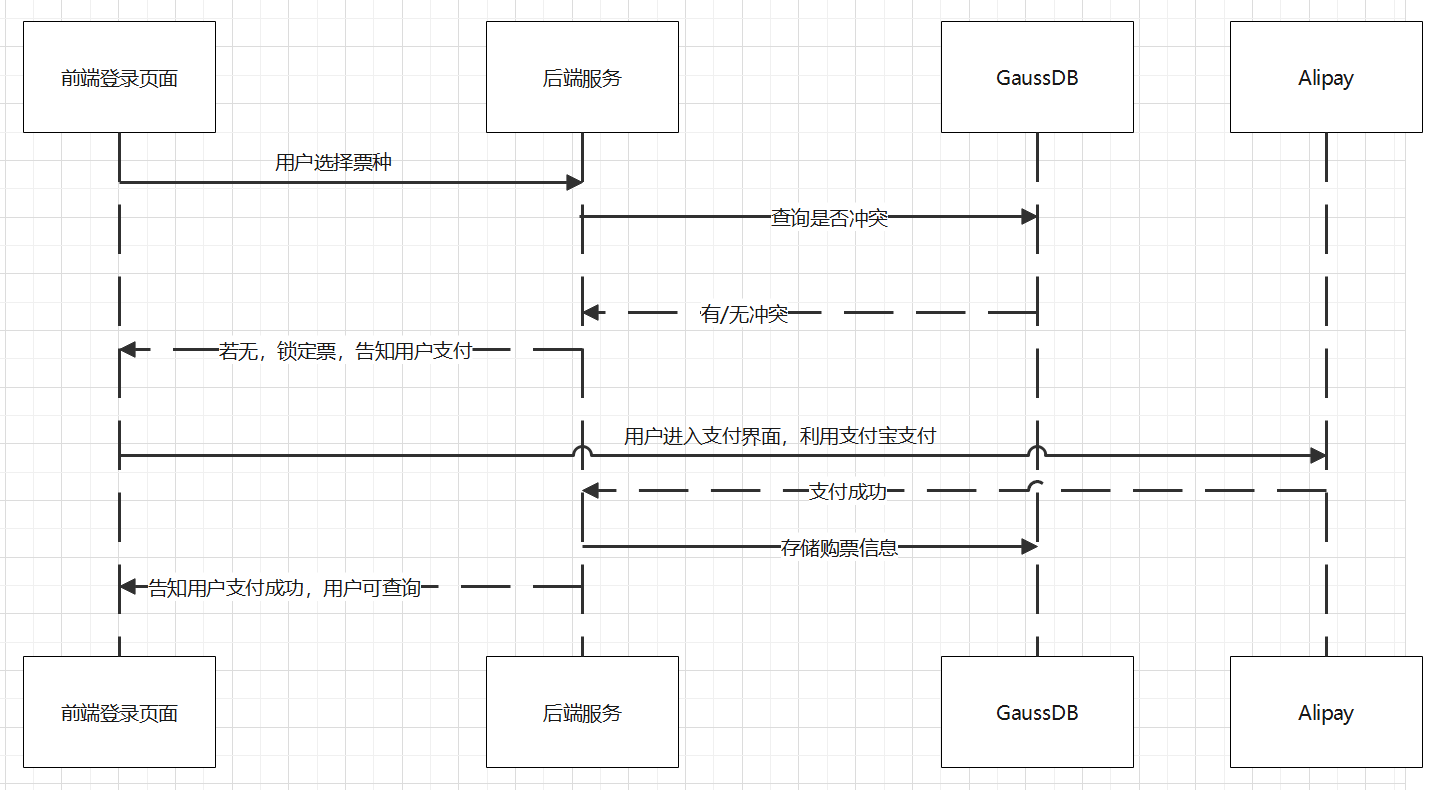 前端登录页面
后端服务
GaussDB
Alipay
用户选择票种
查询是否冲突
有/无冲突
若无，锁定票，告知用户支付
用户进入支付界面，利用支付宝支付
支付成功
存储购票信息
告知用户支付成功，用户可查询
前端登录页面
后端服务
GaussDB
Alipay